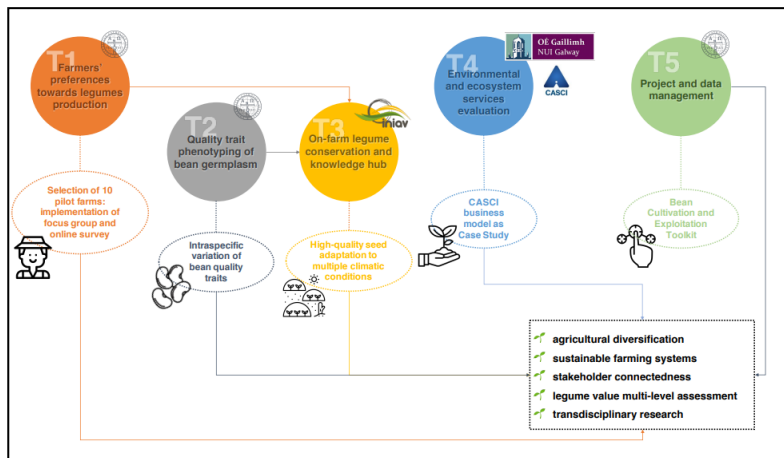 T1
Farmers'
preferences
towards legumes
production
T2
Quality trait
phenotyping of
bean germplasm
T3
iniav
On-farm legume
conservation and
knowledge hub
T4
OÉ Gaillimh
NUI Galway
CASCI
Environmental
and ecosystem
services
evaluation
T5
Project and data
management
Selection of 10
pilot farms:
implementation of
focus group and
online survey
Intraspecific
variation of
bean quality
traits
High-quality seed
adaptation to
multiple climatic
conditions
CASCI
business
model as
Case Study
Bean
Cultivation and
Exploitation
Toolkit
agricultural diversification
sustainable farming systems
stakeholder connectedness
legume value multi-level assessment
transdisciplinary research